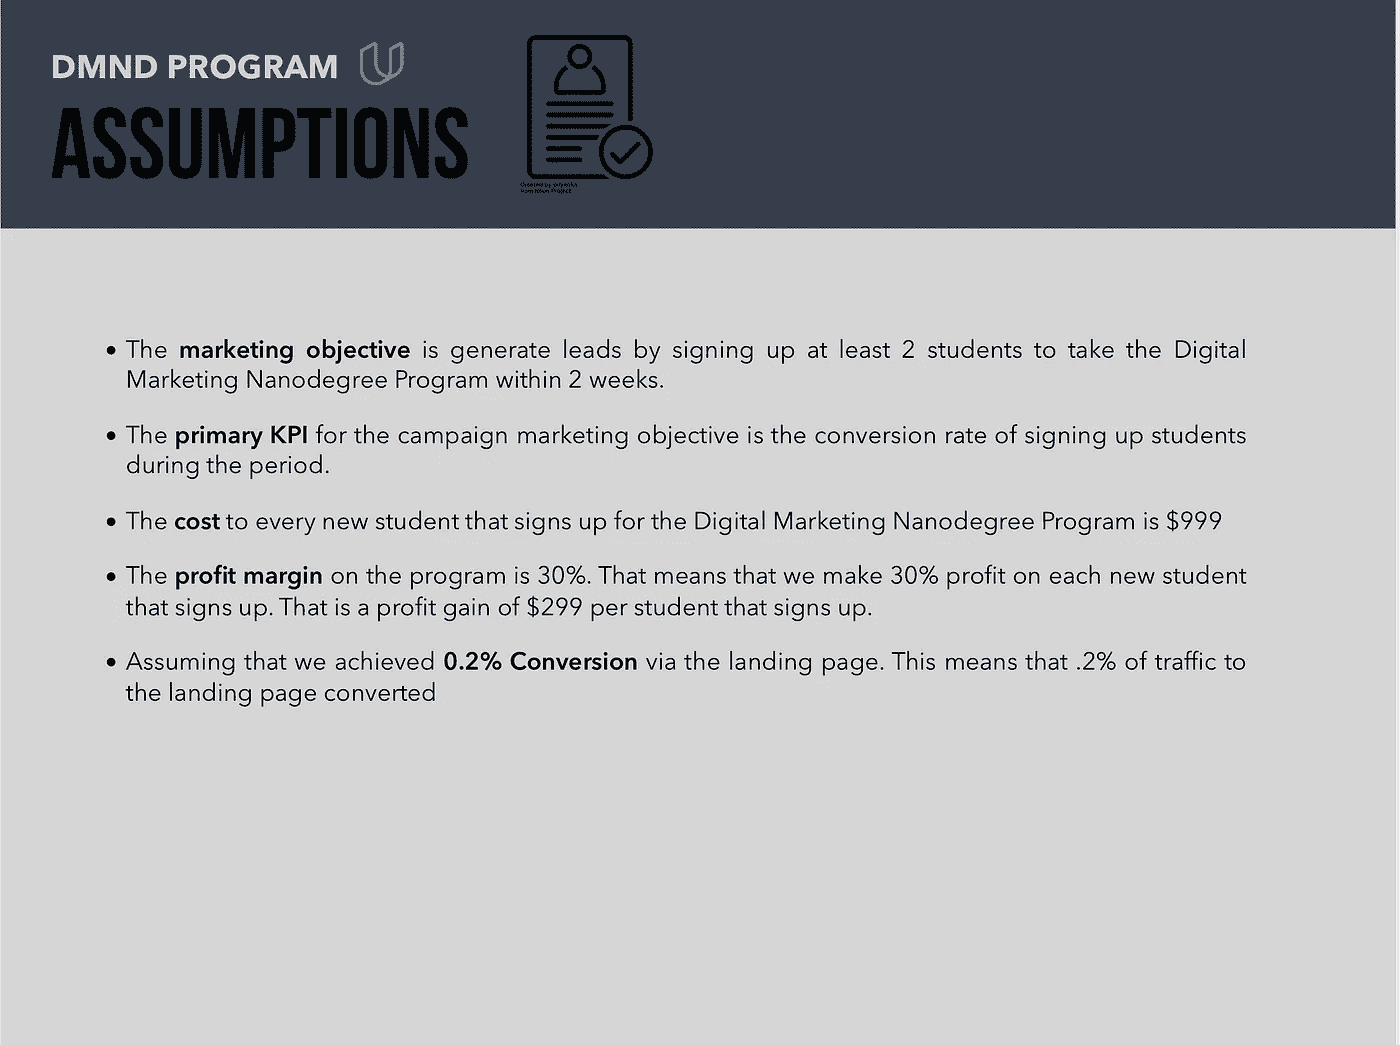 DMND PROGRAM
ASSUMPTIONS
Created by priyanka
from Noun Project
• The marketing objective is generate leads by signing up at least 2 students to take the Digital
Marketing Nanodegree Program within 2 weeks.
• The primary KPI for the campaign marketing objective is the conversion rate of signing up students
during the period.
• The cost to every new student that signs up for the Digital Marketing Nanodegree Program is $999
• The profit margin on the program is 30%. That means that we make 30% profit on each new student
that signs up. That is a profit gain of $299 per student that signs up.
• Assuming that we achieved 0.2% Conversion via the landing page. This means that .2% of traffic to
the landing page converted